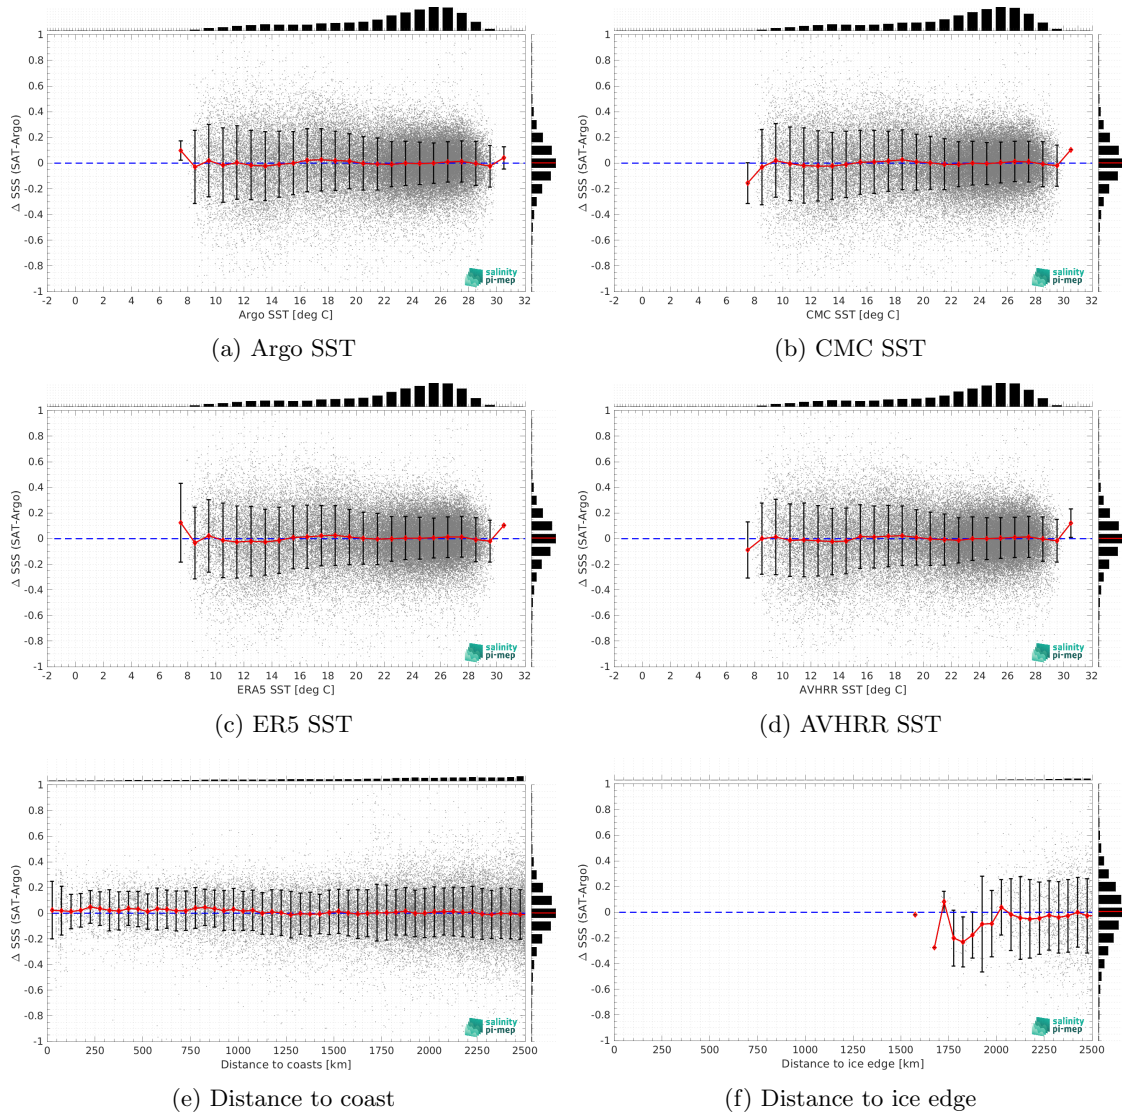 1
0.8
0.6
0.4
0.2
0
-0.2
-0.4
-0.6
-0.8
-1
Δ SSS (SAT-Argo)
salinity
pi-mep
-2 0 2 4 6 8 10 12 14 16 18 20 22 24 26 28 30 32
Argo SST [deg C]
(a) Argo SST
1
0.8
0.6
0.4
0.2
0
-0.2
-0.4
-0.6
-0.8
-1
Δ SSS (SAT-Argo)
salinity
pi-mep
-2 0 2 4 6 8 10 12 14 16 18 20 22 24 26 28 30 32
CMC SST [deg C]
(b) CMC SST
1
0.8
0.6
0.4
0.2
0
-0.2
-0.4
-0.6
-0.8
-1
Δ SSS (SAT-Argo)
salinity
pi-mep
-2 0 2 4 6 8 10 12 14 16 18 20 22 24 26 28 30 32
ERA5 SST [deg C]
(c) ER5 SST
1
0.8
0.6
0.4
0.2
0
-0.2
-0.4
-0.6
-0.8
-1
Δ SSS (SAT-Argo)
salinity
pi-mep
-2 0 2 4 6 8 10 12 14 16 18 20 22 24 26 28 30 32
AVHRR SST [deg C]
(d) AVHRR SST
1
0.8
0.6
0.4
0.2
0
-0.2
-0.4
-0.6
-0.8
-1
Δ SSS (SAT-Argo)
salinity
pi-mep
0 250 500 750 1000 1250 1500 1750 2000 2250 2500
Distance to coasts [km]
(e) Distance to coast
1
0.8
0.6
0.4
0.2
0
-0.2
-0.4
-0.6
-0.8
-1
Δ SSS (SAT-Argo)
salinity
pi-mep
0 250 500 750 1000 1250 1500 1750 2000 2250 2500
Distance to ice edge [km]
(f) Distance to ice edge